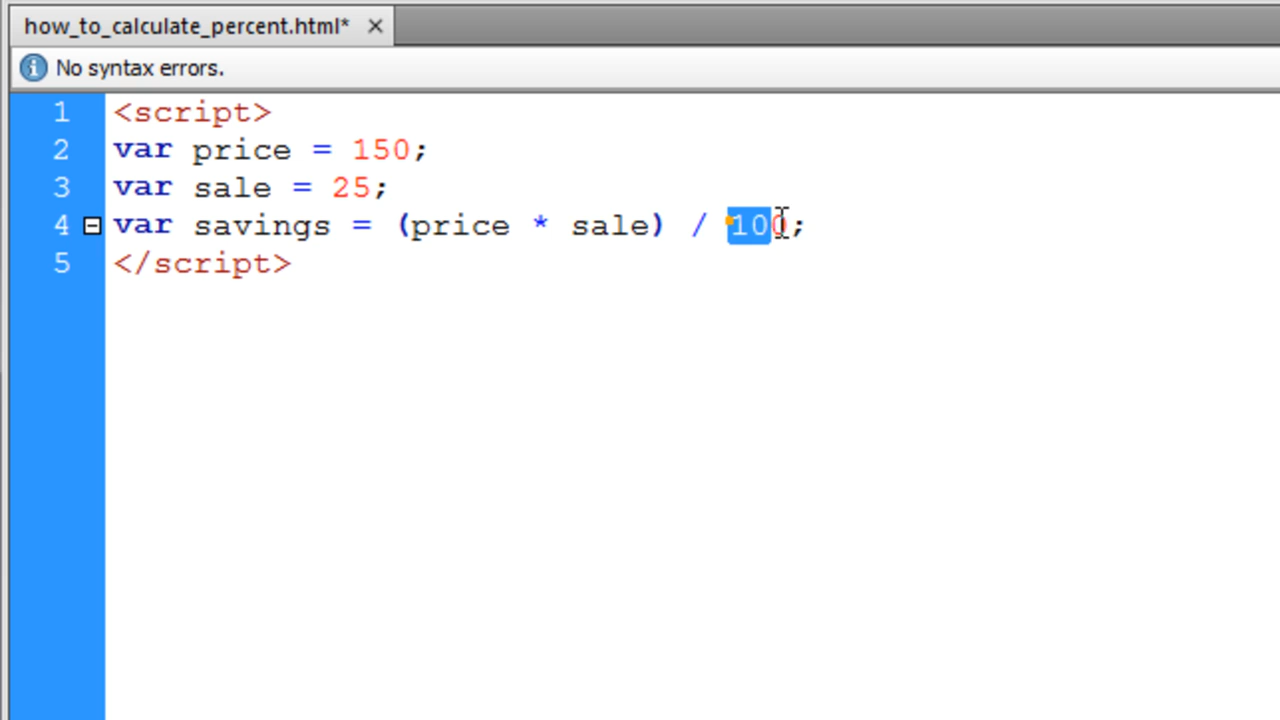 how_to_calculate_percent.html*
No syntax errors.
1 <script>
2 var price = 150;
3 var sale = 25;
4 var savings = (price * sale) / 100;
5 </script>